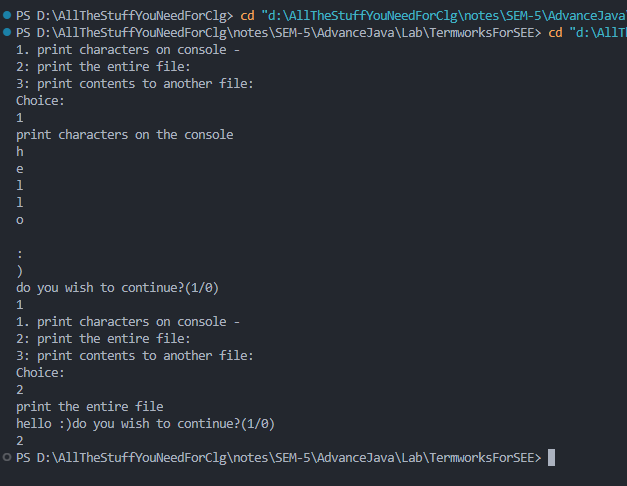 PS D:\AllTheStuffYouNeedForClg> cd "d:\AllTheStuffYouNeedForClg\notes\SEM-5\AdvanceJava
PS D:\AllTheStuffYouNeedForClg\notes\SEM-5\AdvanceJava\Lab\TermworksForSEE> cd "d:\AllTh
1. print characters on console -
2: print the entire file:
3: print contents to another file:
Choice:
1
print characters on the console
h
e
l
l
o
:
)
do you wish to continue?(1/0)
1
1. print characters on console -
2: print the entire file:
3: print contents to another file:
Choice:
2
print the entire file
hello :)do you wish to continue?(1/0)
2
PS D:\AllTheStuffYouNeedForClg\notes\SEM-5\AdvanceJava\Lab\TermworksForSEE>